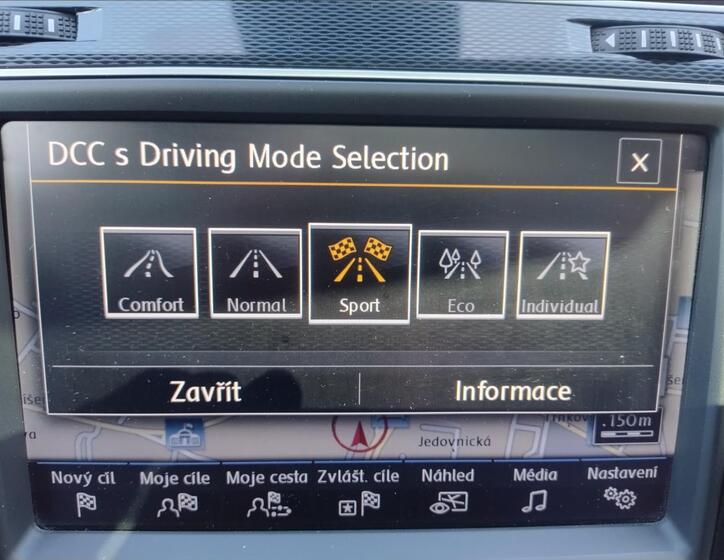 DCC s Driving Mode Selection
X
Comfort Normal Sport Eco Individual
Zavřít Informace
150m
Jedovnická
Nový cíl Moje cíle Moje cesta Zvlášt. cíle Náhled Média Nastavení